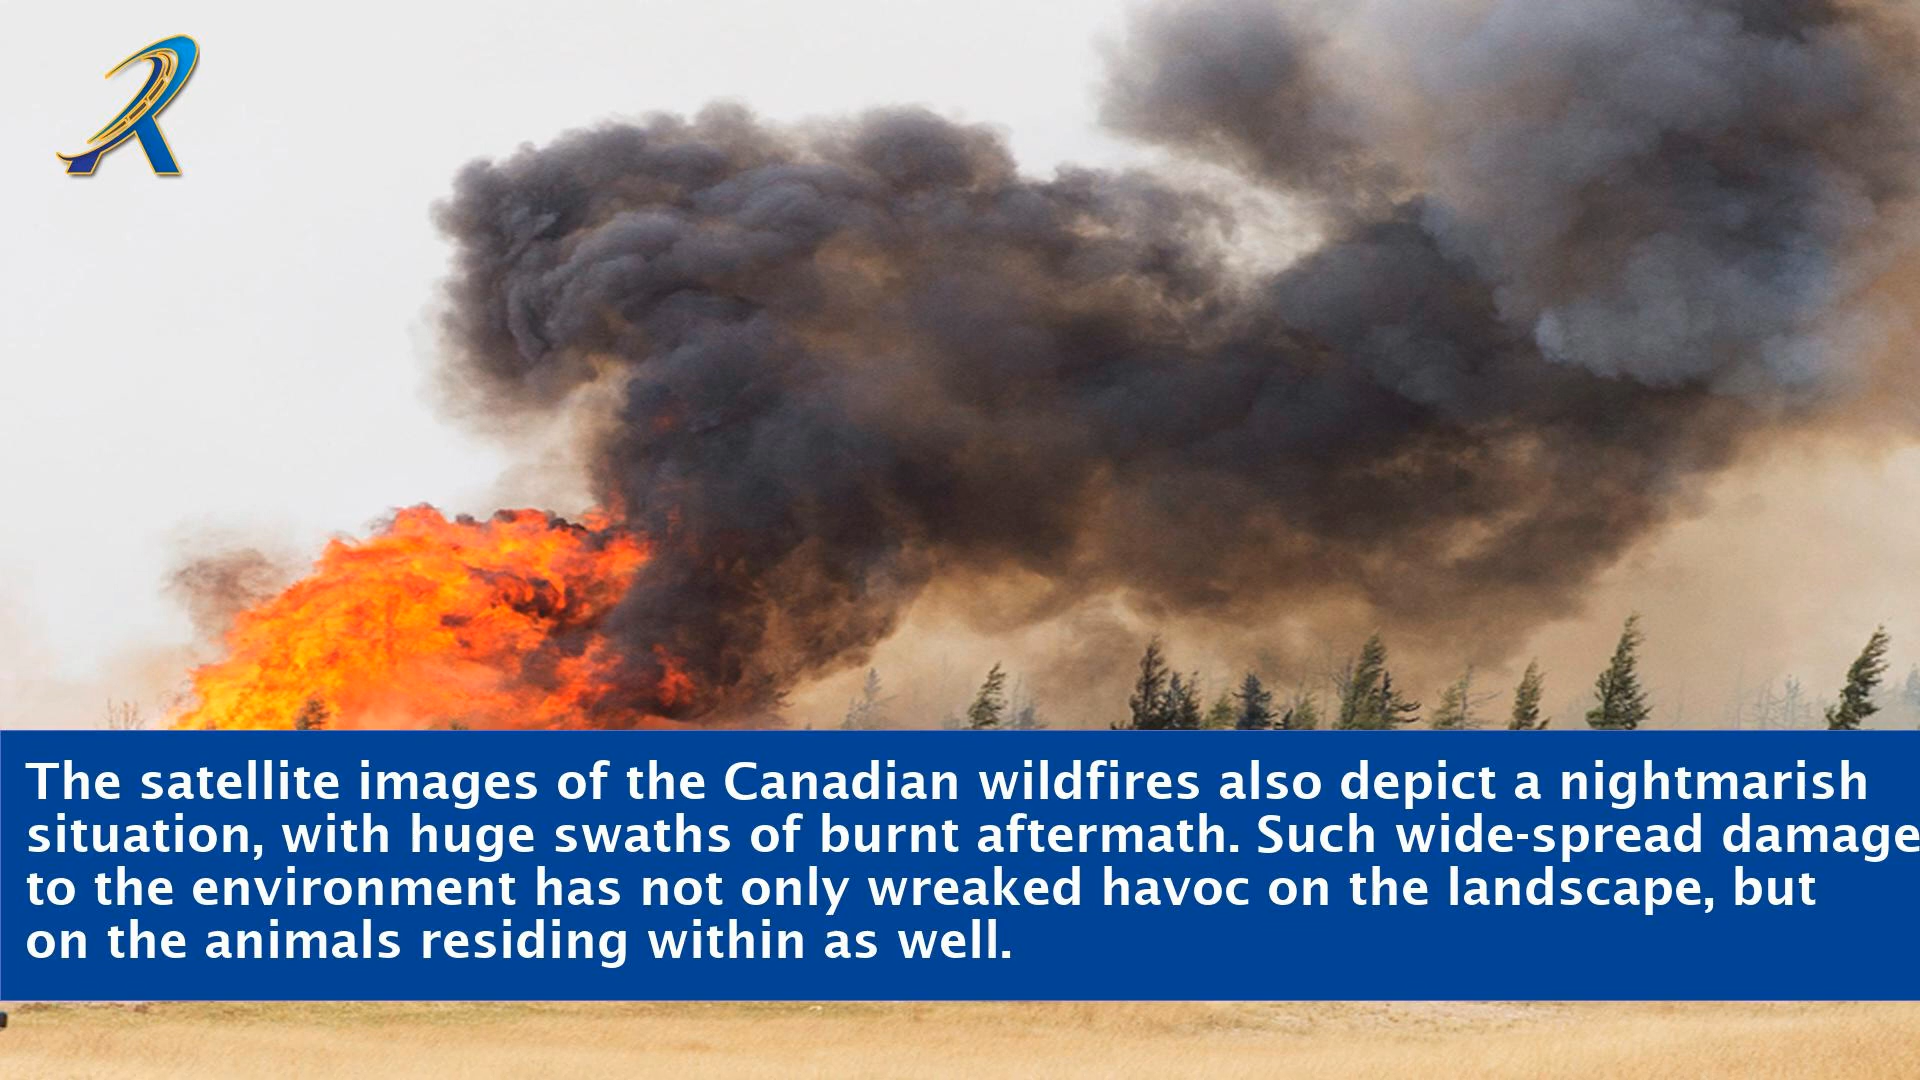 The satellite images of the Canadian wildfires also depict a nightmarish
situation, with huge swaths of burnt aftermath. Such wide-spread damage
to the environment has not only wreaked havoc on the landscape, but
on the animals residing within as well.